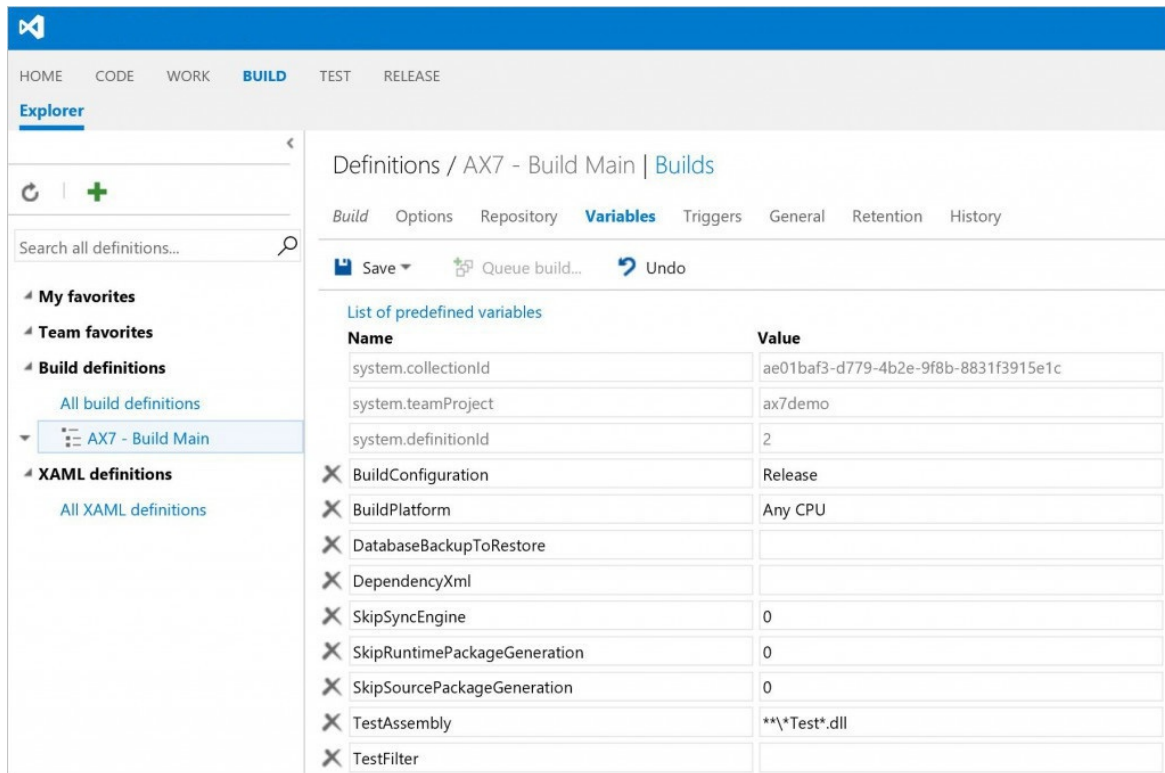 HOME CODE WORK BUILD TEST RELEASE
Explorer
Search all definitions...
My favorites
Team favorites
Build definitions
All build definitions
AX7 - Build Main
XAML definitions
All XAML definitions
Definitions / AX7 - Build Main | Builds
Build Options Repository Variables Triggers General Retention History
Save Queue build... Undo
List of predefined variables
Name Value
system.collectionId ae01baf3-d779-4b2e-9f8b-8831f3915e1c
system.teamProject ax7demo
system.definitionId 2
BuildConfiguration Release
BuildPlatform Any CPU
DatabaseBackupToRestore
DependencyXml
SkipSyncEngine 0
SkipRuntimePackageGeneration 0
SkipSourcePackageGeneration 0
TestAssembly **\*Test*.dll
TestFilter